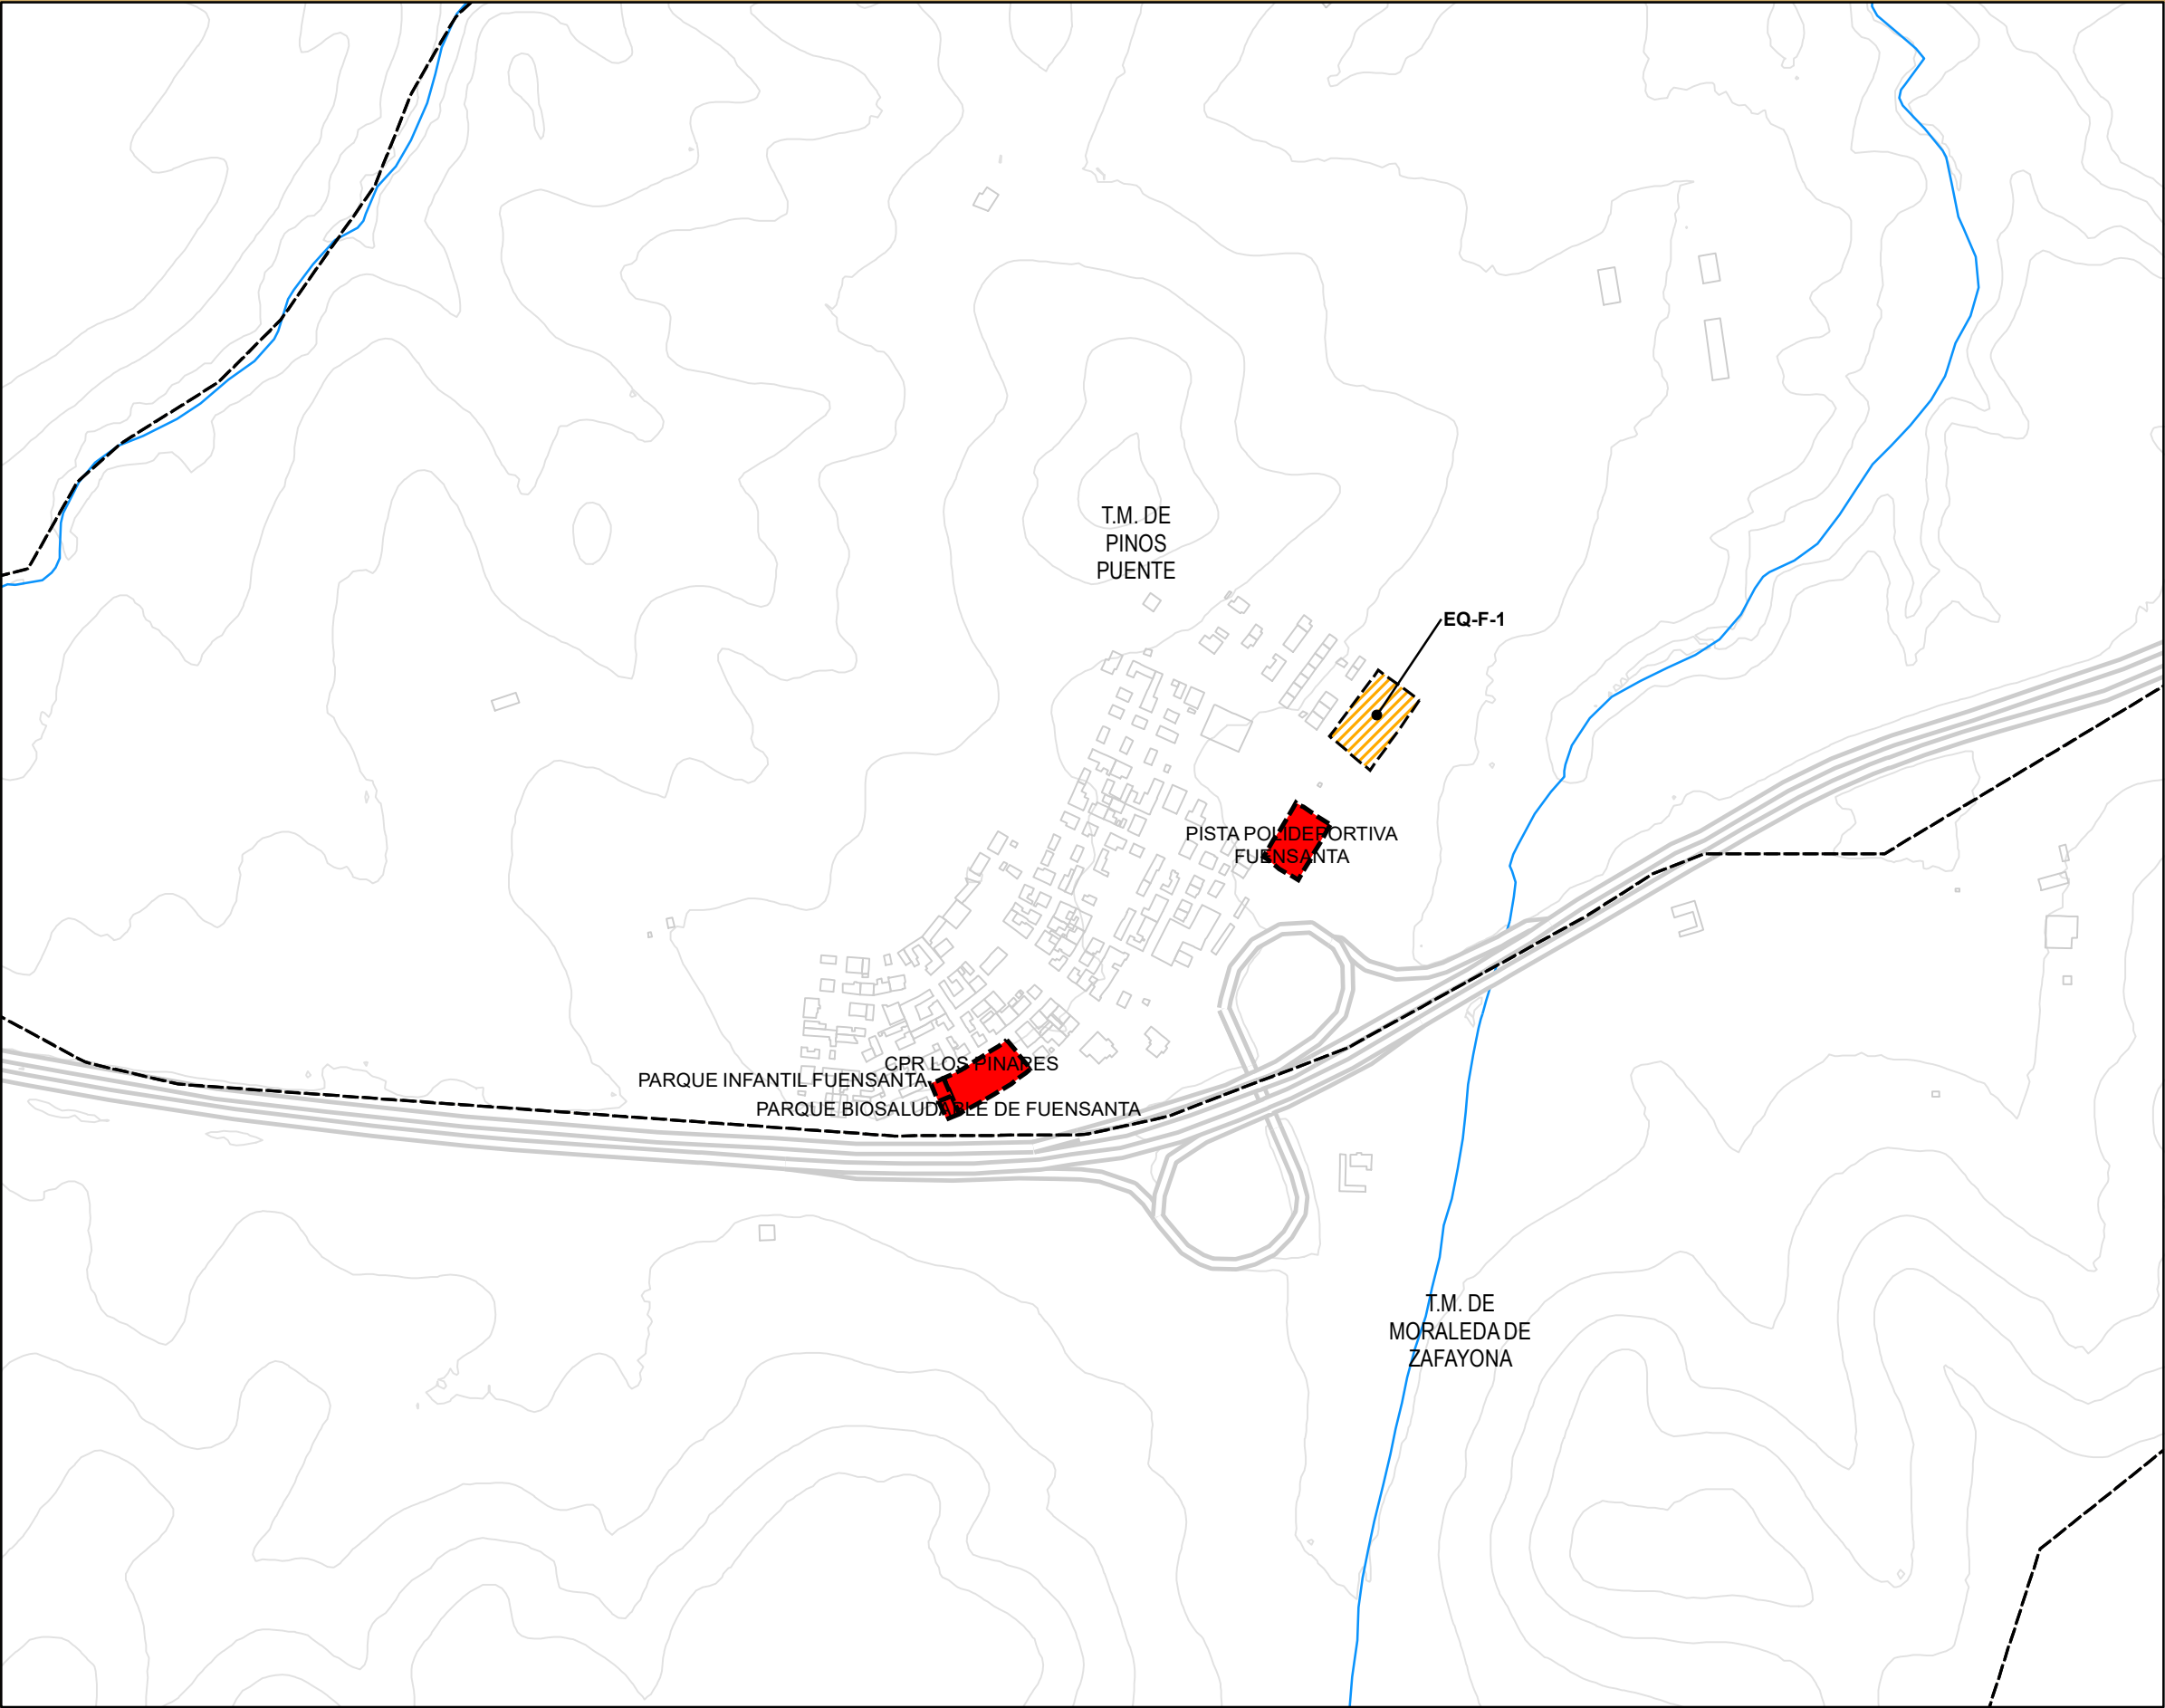 T.M. DE
PINOS
PUENTE
EQ-F-1
PISTA POLIDEPORTIVA
FUENSANTA
CPR LOS PINARES
PARQUE INFANTIL FUENSANTA
PARQUE BIOSALUDABLE DE FUENSANTA
T.M. DE
MORALEDA DE
ZAFAYONA